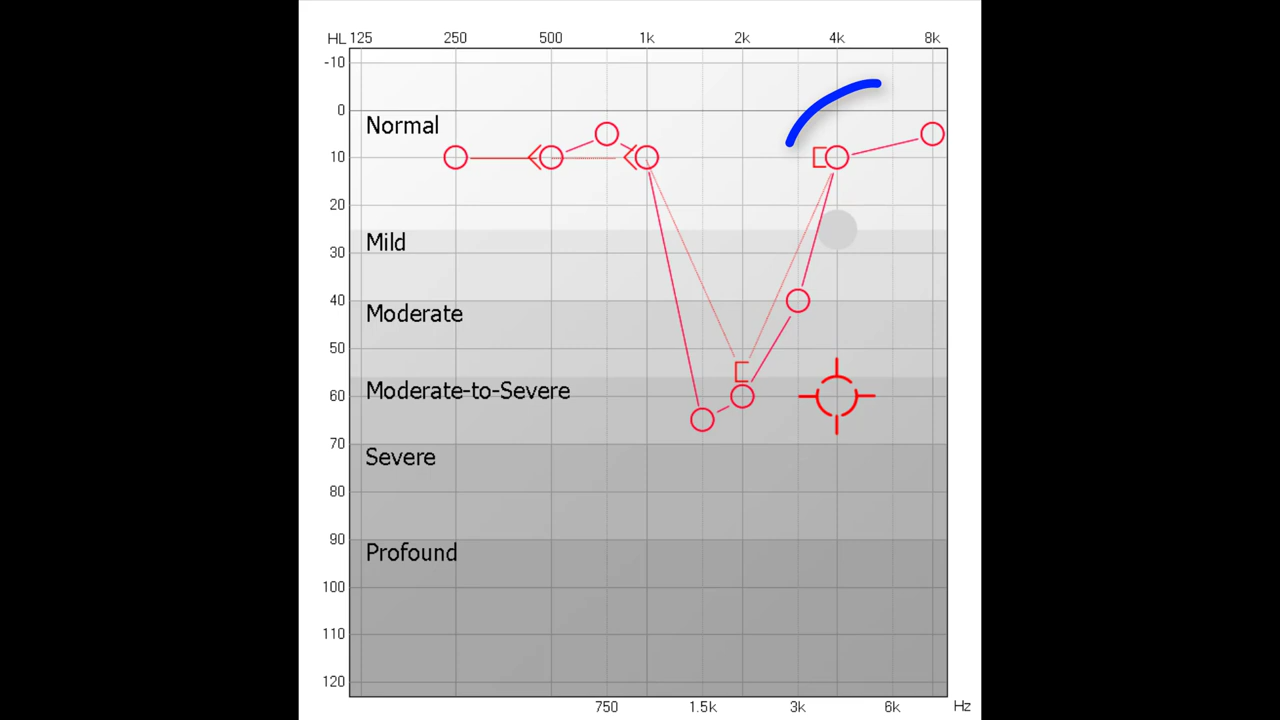 HL 125 250 500 1k 2k 4k 8k
-10
0
Normal
10
20
Mild
30
40
Moderate
50
Moderate-to-Severe
60
70
Severe
80
90
Profound
100
110
120
750 1.5k 3k 6k Hz